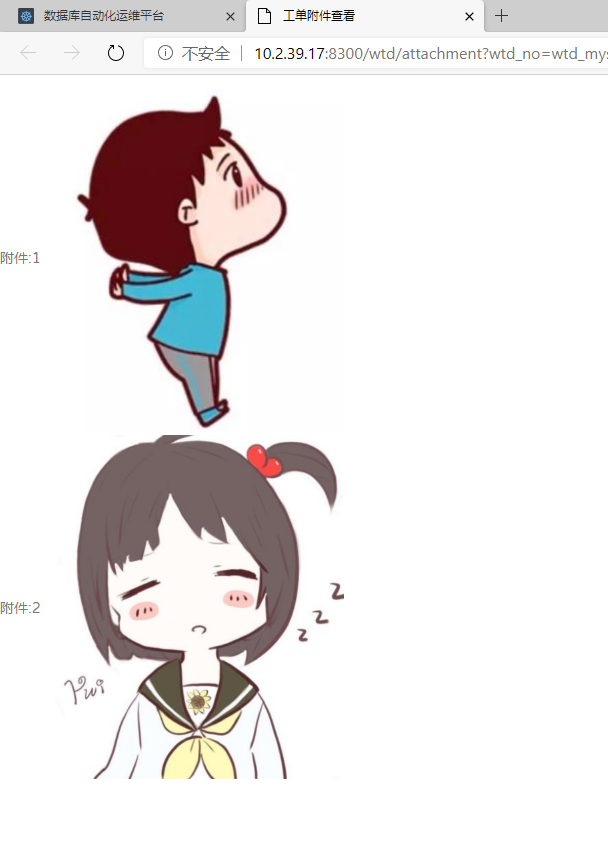 数据库自动化运维平台
工单附件查看
不安全 10.2.39.17:8300/wtd/attachment?wtd_no=wtd_mys
附件:1
附件:2
z
z
z